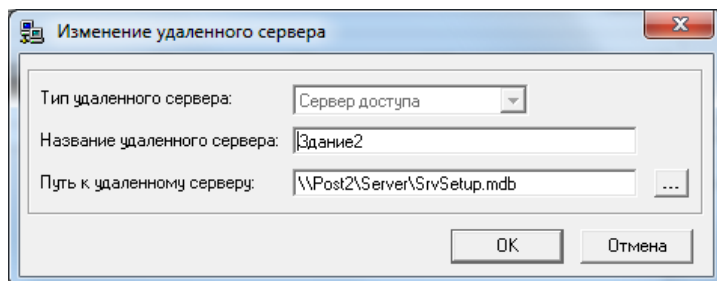 Изменение удаленного сервера
Тип удаленного сервера: Сервер доступа
Название удаленного сервера: Здание2
Путь к удаленному серверу: \\Post2\Server\SrvSetup.mdb ...
OK Отмена